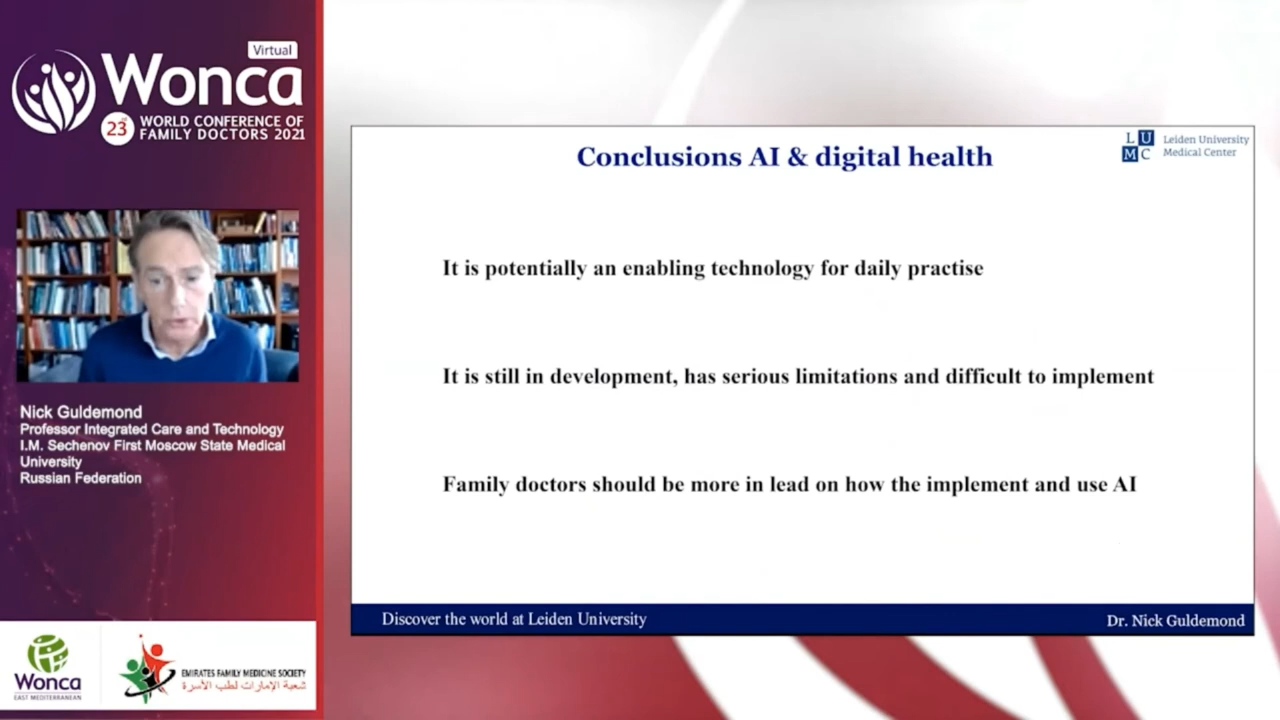 Virtual
Wonca
23rd WORLD CONFERENCE OF
FAMILY DOCTORS 2021
Nick Guldemond
Professor Integrated Care and Technology
I.M. Sechenov First Moscow State Medical
University
Russian Federation
Wonca
EAST MEDITERRANEAN
EMIRATES FAMILY MEDICINE SOCIETY
شعبة الإمارات لطب الأسرة
Conclusions AI & digital health
L U
M C
Leiden University
Medical Center
It is potentially an enabling technology for daily practise
It is still in development, has serious limitations and difficult to implement
Family doctors should be more in lead on how the implement and use AI
Discover the world at Leiden University
Dr. Nick Guldemond